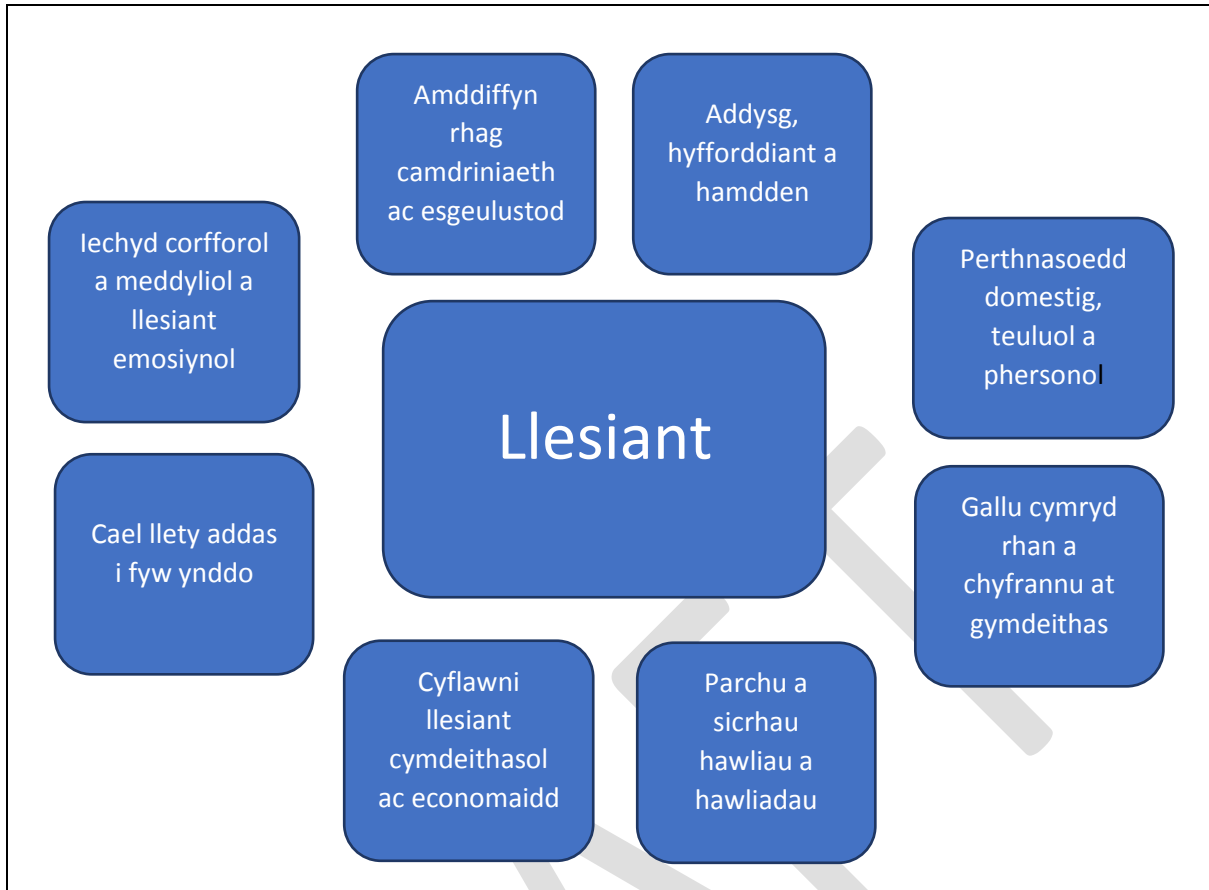 Amddiffyn
rhag
camdriniaeth
ac esgeulustod
Addysg,
hyfforddiant a
hamdden
Iechyd corfforol
a meddyliol a
llesiant
emosiynol
Perthnasoedd
domestig,
teuluol a
phersonol
Llesiant
Cael llety addas
i fyw ynddo
Gallu cymryd
rhan a
chyfrannu at
gymdeithas
Cyflawni
llesiant
cymdeithasol
ac economaidd
Parchu a
sicrhau
hawliau a
hawliadau